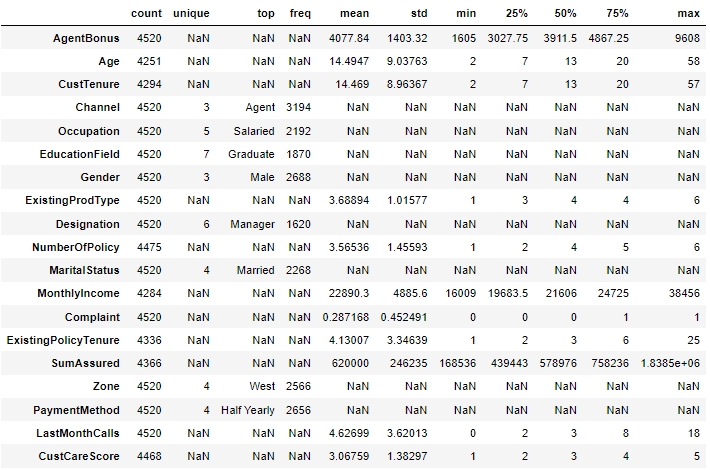 count unique top freq mean std min 25% 50% 75% max
AgentBonus 4520 NaN NaN NaN 4077.84 1403.32 1605 3027.75 3911.5 4867.25 9608
Age 4251 NaN NaN NaN 14.4947 9.03763 2 7 13 20 58
CustTenure 4294 NaN NaN NaN 14.469 8.96367 2 7 13 20 57
Channel 4520 3 Agent 3194 NaN NaN NaN NaN NaN NaN NaN
Occupation 4520 5 Salaried 2192 NaN NaN NaN NaN NaN NaN NaN
EducationField 4520 7 Graduate 1870 NaN NaN NaN NaN NaN NaN NaN
Gender 4520 3 Male 2688 NaN NaN NaN NaN NaN NaN NaN
ExistingProdType 4520 NaN NaN NaN 3.68894 1.01577 1 3 4 4 6
Designation 4520 6 Manager 1620 NaN NaN NaN NaN NaN NaN NaN
NumberOfPolicy 4475 NaN NaN NaN 3.56536 1.45593 1 2 4 5 6
MaritalStatus 4520 4 Married 2268 NaN NaN NaN NaN NaN NaN NaN
MonthlyIncome 4284 NaN NaN NaN 22890.3 4885.6 16009 19683.5 21606 24725 38456
Complaint 4520 NaN NaN NaN 0.287168 0.452491 0 0 0 1 1
ExistingPolicyTenure 4336 NaN NaN NaN 4.13007 3.34639 1 2 3 6 25
SumAssured 4366 NaN NaN NaN 620000 246235 168536 439443 578976 758236 1.8385e+06
Zone 4520 4 West 2566 NaN NaN NaN NaN NaN NaN NaN
PaymentMethod 4520 4 Half Yearly 2656 NaN NaN NaN NaN NaN NaN NaN
LastMonthCalls 4520 NaN NaN NaN 4.62699 3.62013 0 2 3 8 18
CustCareScore 4468 NaN NaN NaN 3.06759 1.38297 1 2 3 4 5